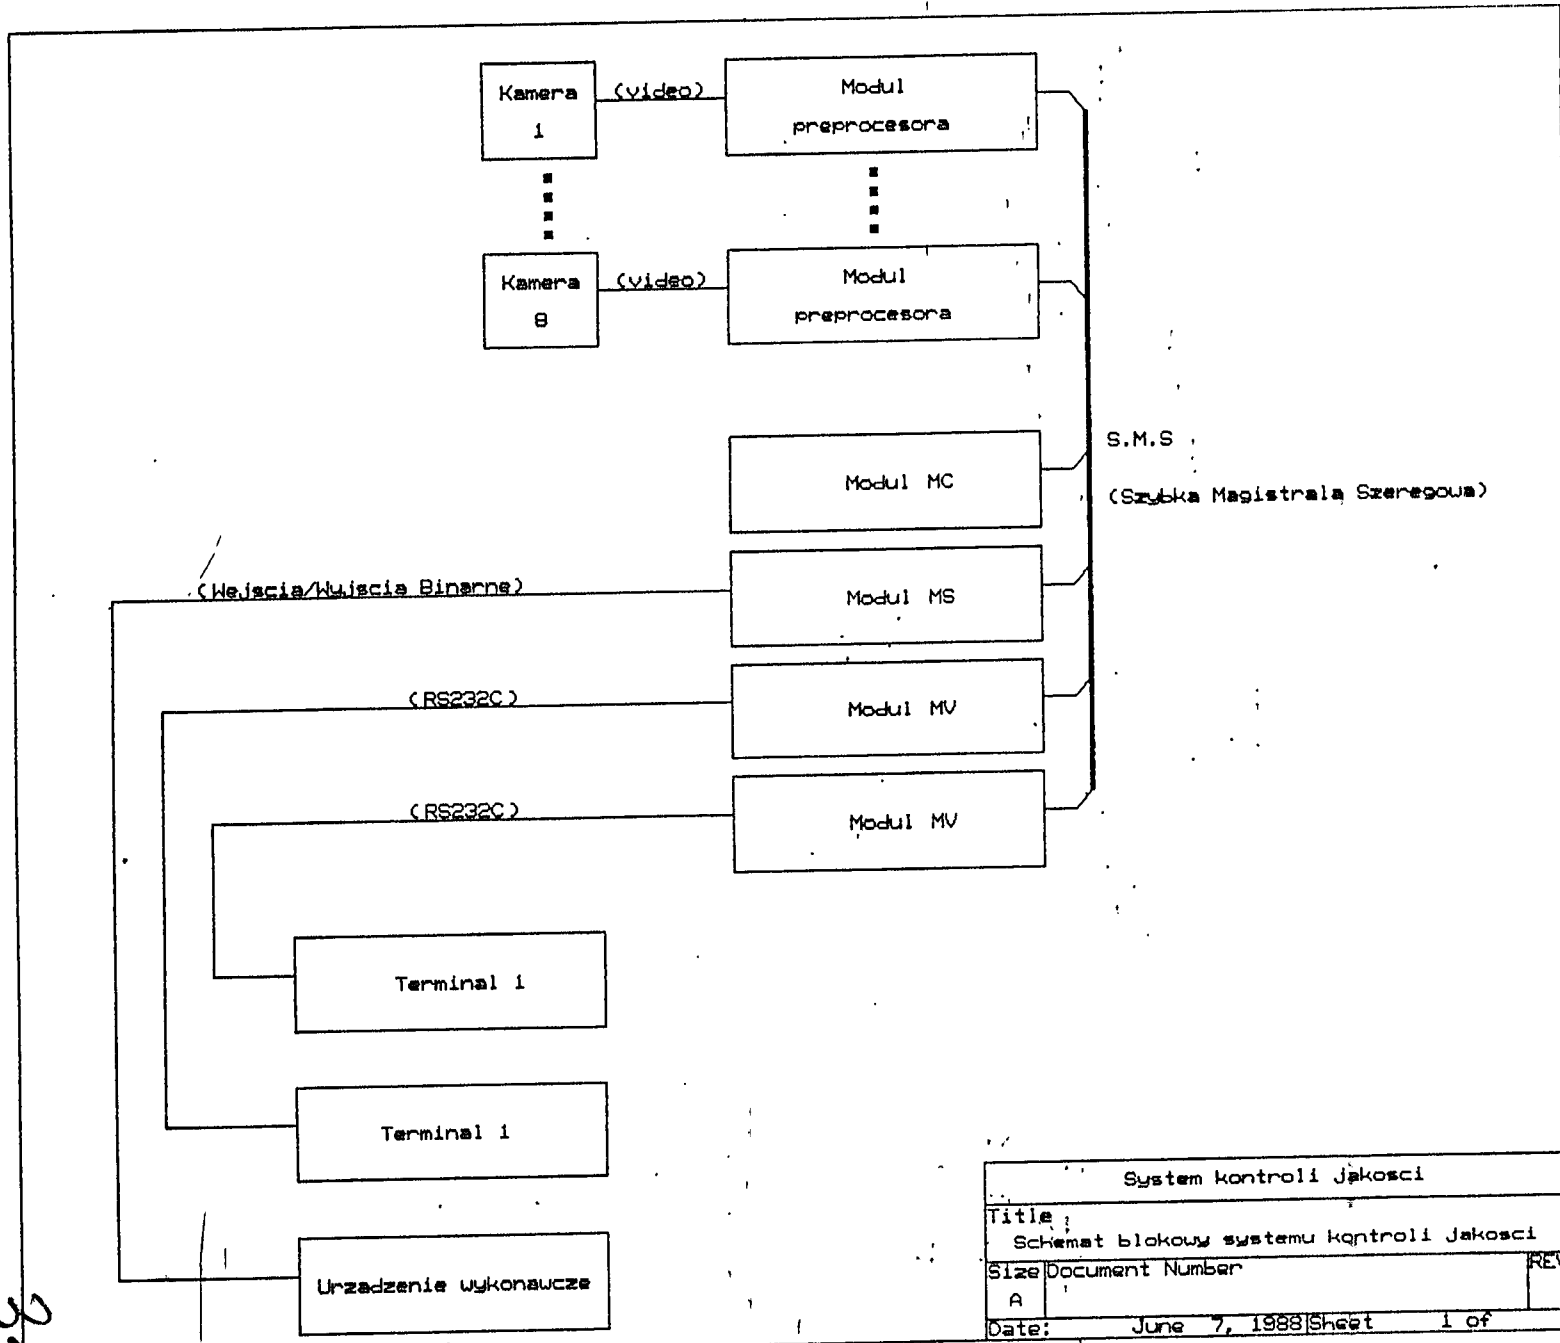 Kamera
1
(video)
Modul
preprocesora
Kamera
8
(video)
Modul
preprocesora
Modul MC
S.M.S
(Szybka Magistrala Szeregowa)
(Wejscia/Wyjscia Binarne)
Modul MS
(RS232C)
Modul MV
(RS232C)
Modul MV
Terminal 1
Terminal 1
Urzadzenie wykonawcze
System kontroli jakosci
Title
Schemat blokowy systemu kontroli jakosci
Size
Document Number
REV
A
Date: June 7, 1988
Sheet 1 of